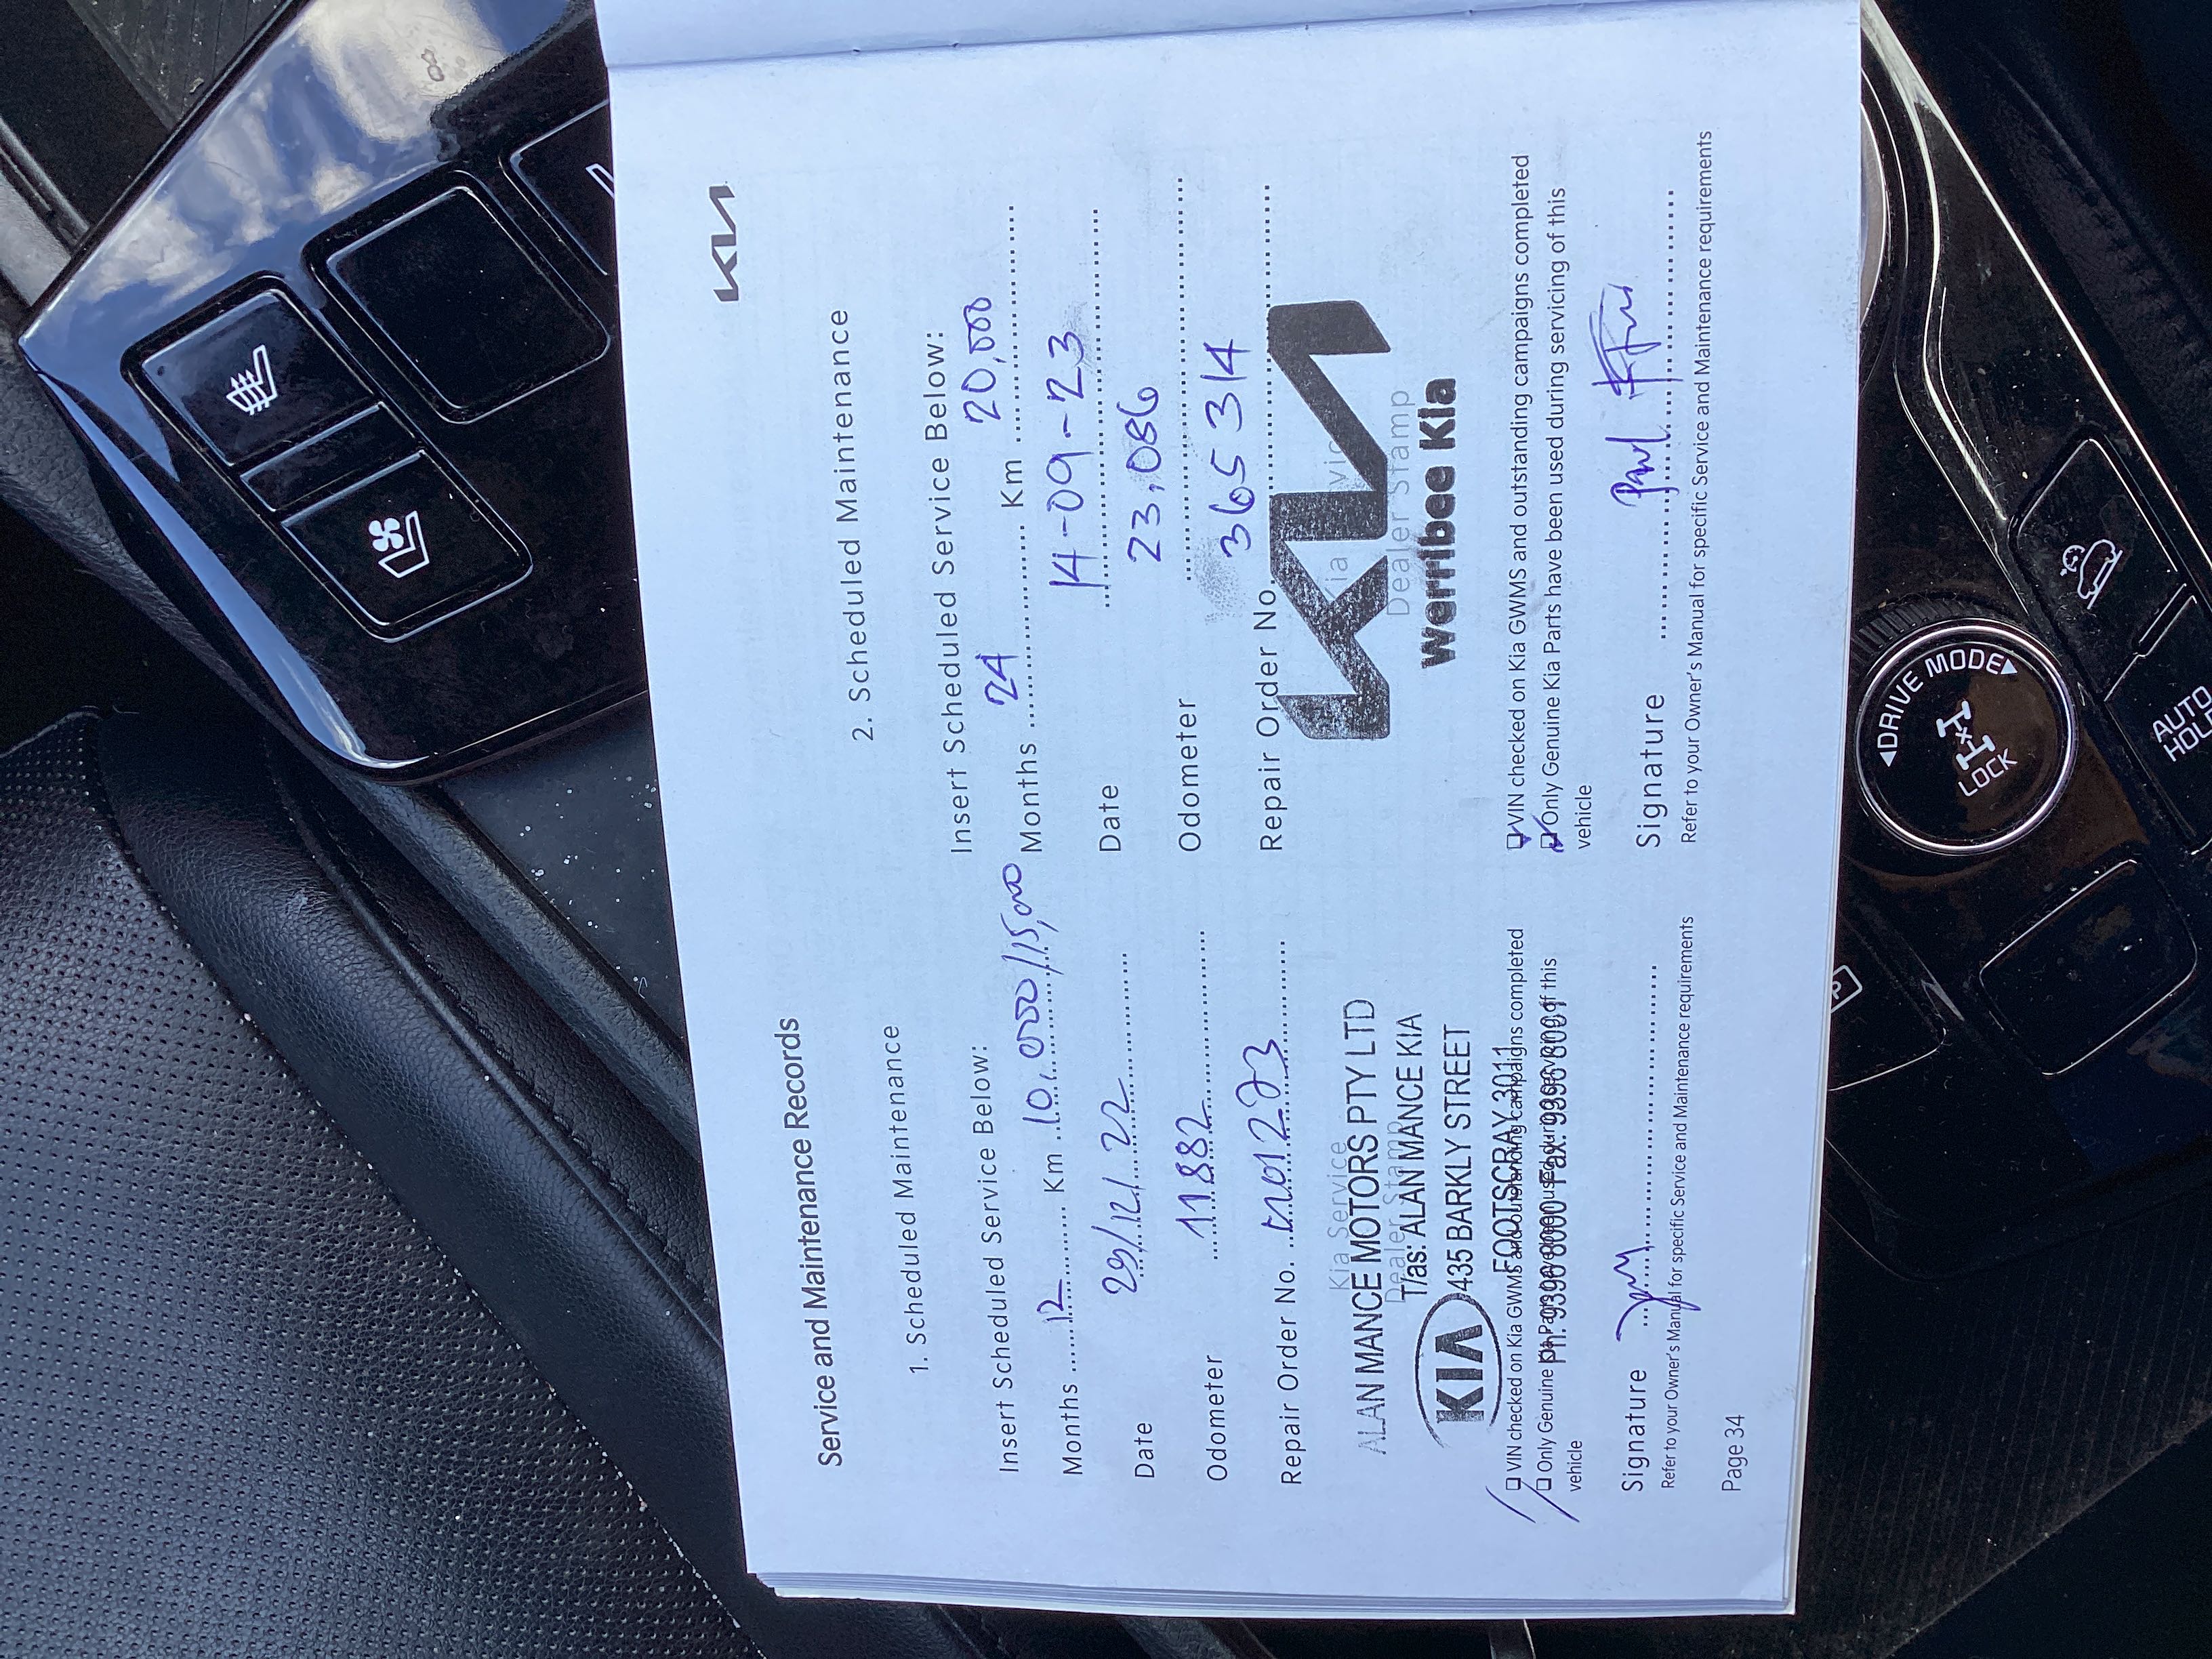 KIA
Service and Maintenance Records
1. Scheduled Maintenance
Insert Scheduled Service Below:
Months 12 Km 10,000/15,000
Date 29/12/22
Odometer 11882
Repair Order No.
Kia Service
Dealer Stamp
ALAN MANCE MOTORS PTY LTD
T/as: ALAN MANCE KIA
KIA 435 BARKLY STREET
FOOTSCRAY 3011
Ph: 9396 8000 Fax: 9396 8001
VIN checked on Kia GWMS and outstanding campaigns completed
Only Genuine Kia Parts have been used during servicing of this
vehicle
Signature
Refer to your Owner's Manual for specific Service and Maintenance requirements
Page 34
2. Scheduled Maintenance
Insert Scheduled Service Below:
Months 24 Km 20,000
Date 14-09-23
Odometer 23,086
Repair Order No. 365314
Kia Service
Dealer Stamp
KIA
Werribee Kia
VIN checked on Kia GWMS and outstanding campaigns completed
Only Genuine Kia Parts have been used during servicing of this
vehicle
Signature Paul
Refer to your Owner's Manual for specific Service and Maintenance requirements
DRIVE MODE
LOCK
AUTO
HOLD
P